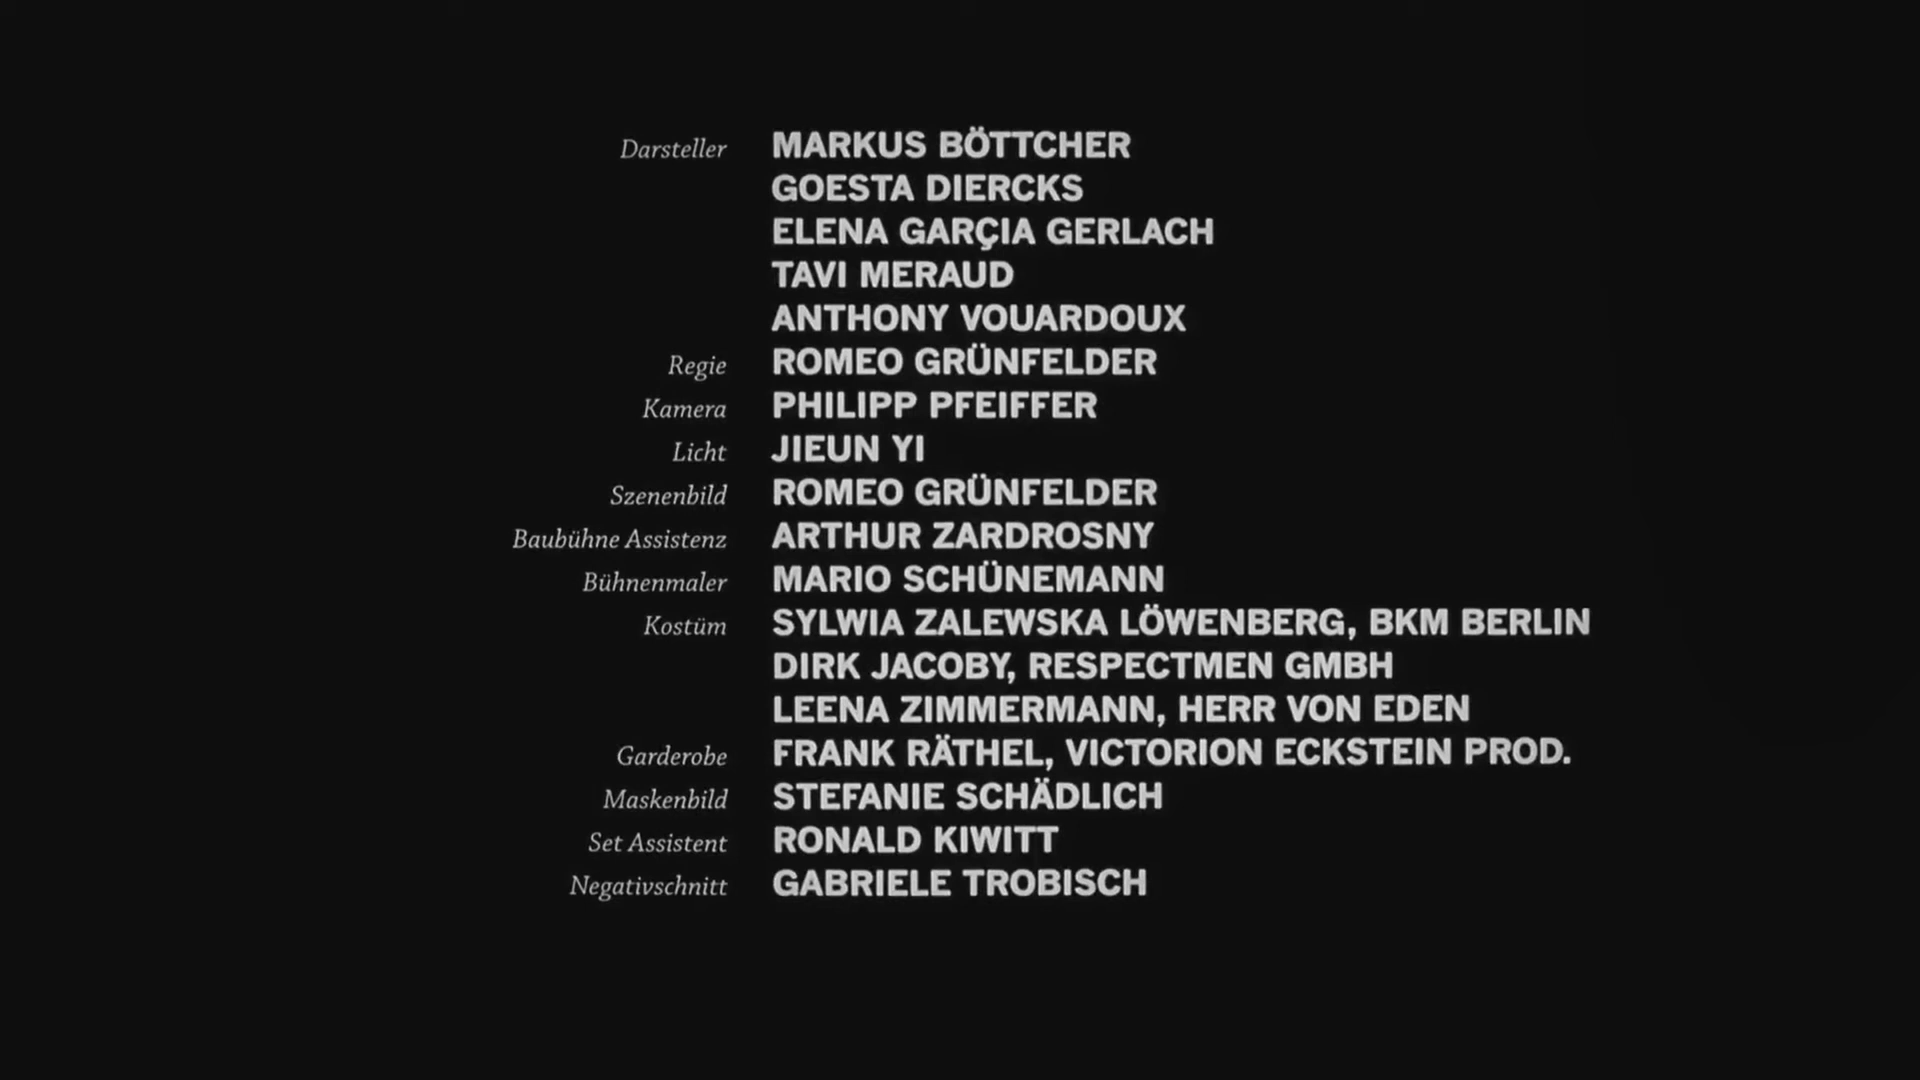 Darsteller MARKUS BÖTTCHER
GOESTA DIERCKS
ELENA GARÇIA GERLACH
TAVI MERAUD
ANTHONY VOUARDOUX
Regie ROMEO GRÜNFELDER
Kamera PHILIPP PFEIFFER
Licht JIEUN YI
Szenenbild ROMEO GRÜNFELDER
Baubühne Assistenz ARTHUR ZARDROSNY
Bühnenmaler MARIO SCHÜNEMANN
Kostüm SYLWIA ZALEWSKA LÖWENBERG, BKM BERLIN
DIRK JACOBY, RESPECTMEN GMBH
LEENA ZIMMERMANN, HERR VON EDEN
Garderobe FRANK RÄTHEL, VICTORION ECKSTEIN PROD.
Maskenbild STEFANIE SCHÄDLICH
Set Assistent RONALD KIWITT
Negativschnitt GABRIELE TROBISCH